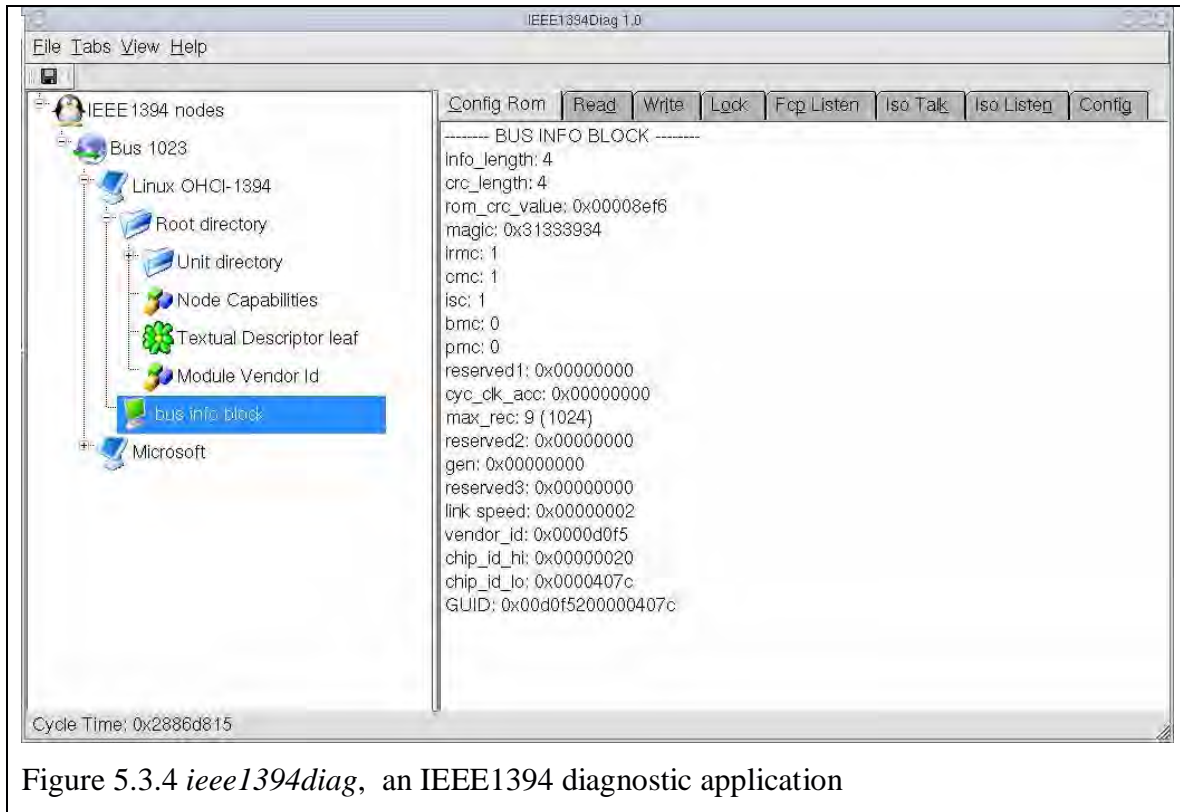 IEEE1394Diag 1.0
File Tabs View Help
IEEE1394 nodes
Bus 1023
Linux OHCI-1394
Root directory
Unit directory
Node Capabilities
Textual Descriptor leaf
Module Vendor Id
bus info block
Microsoft
Config Rom Read Write Lock Fcp Listen Iso Talk Iso Listen Config
-------- BUS INFO BLOCK --------
info_length: 4
crc_length: 4
rom_crc_value: 0x00008ef6
magic: 0x31333934
irmc: 1
cmc: 1
isc: 1
bmc: 0
pmc: 0
reserved1: 0x00000000
cyc_clk_acc: 0x00000000
max_rec: 9 (1024)
reserved2: 0x00000000
gen: 0x00000000
reserved3: 0x00000000
link speed: 0x00000002
vendor_id: 0x0000d0f5
chip_id_hi: 0x00000020
chip_id_lo: 0x0000407c
GUID: 0x00d0f5200000407c
Cycle Time: 0x2886d815
Figure 5.3.4 ieee1394diag, an IEEE1394 diagnostic application